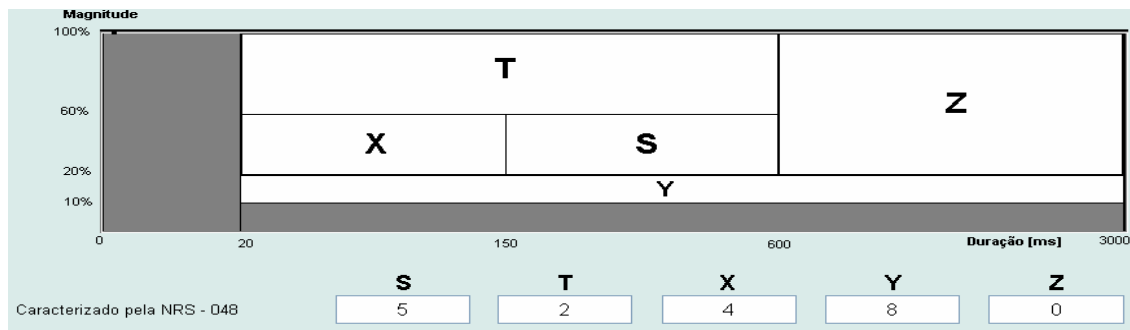 Magnitude
100%
T
Z
60%
X
S
20%
Y
10%
0
20
150
600
Duração [ms]
3000
S T X Y Z
Caracterizado pela NRS - 048 5 2 4 8 0